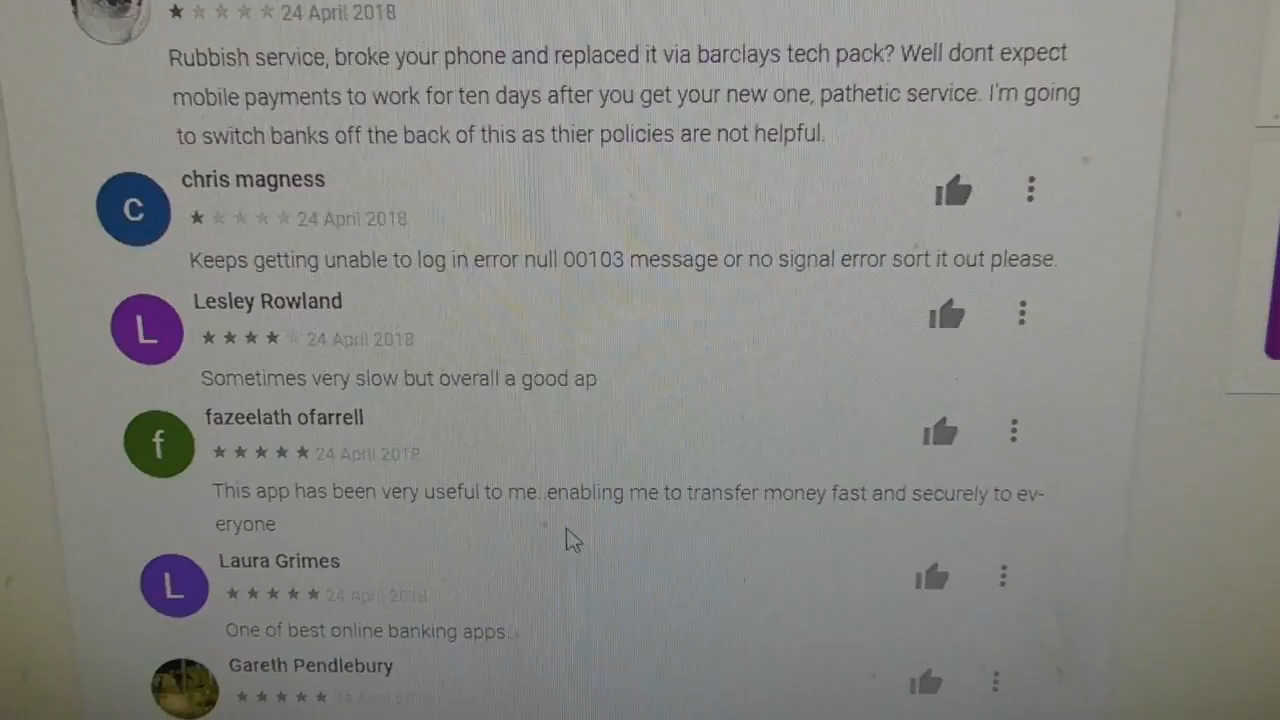 24 April 2018
Rubbish service, broke your phone and replaced it via barclays tech pack? Well dont expect
mobile payments to work for ten days after you get your new one, pathetic service. I'm going
to switch banks off the back of this as thier policies are not helpful.
c
chris magness
24 April 2018
Keeps getting unable to log in error null 00103 message or no signal error sort it out please.
L
Lesley Rowland
24 April 2018
Sometimes very slow but overall a good ap
f
fazeelath ofarrell
24 April 2018
This app has been very useful to me..enabling me to transfer money fast and securely to ev-
eryone
L
Laura Grimes
24 April 2018
One of best online banking apps..
Gareth Pendlebury
24 April 2018